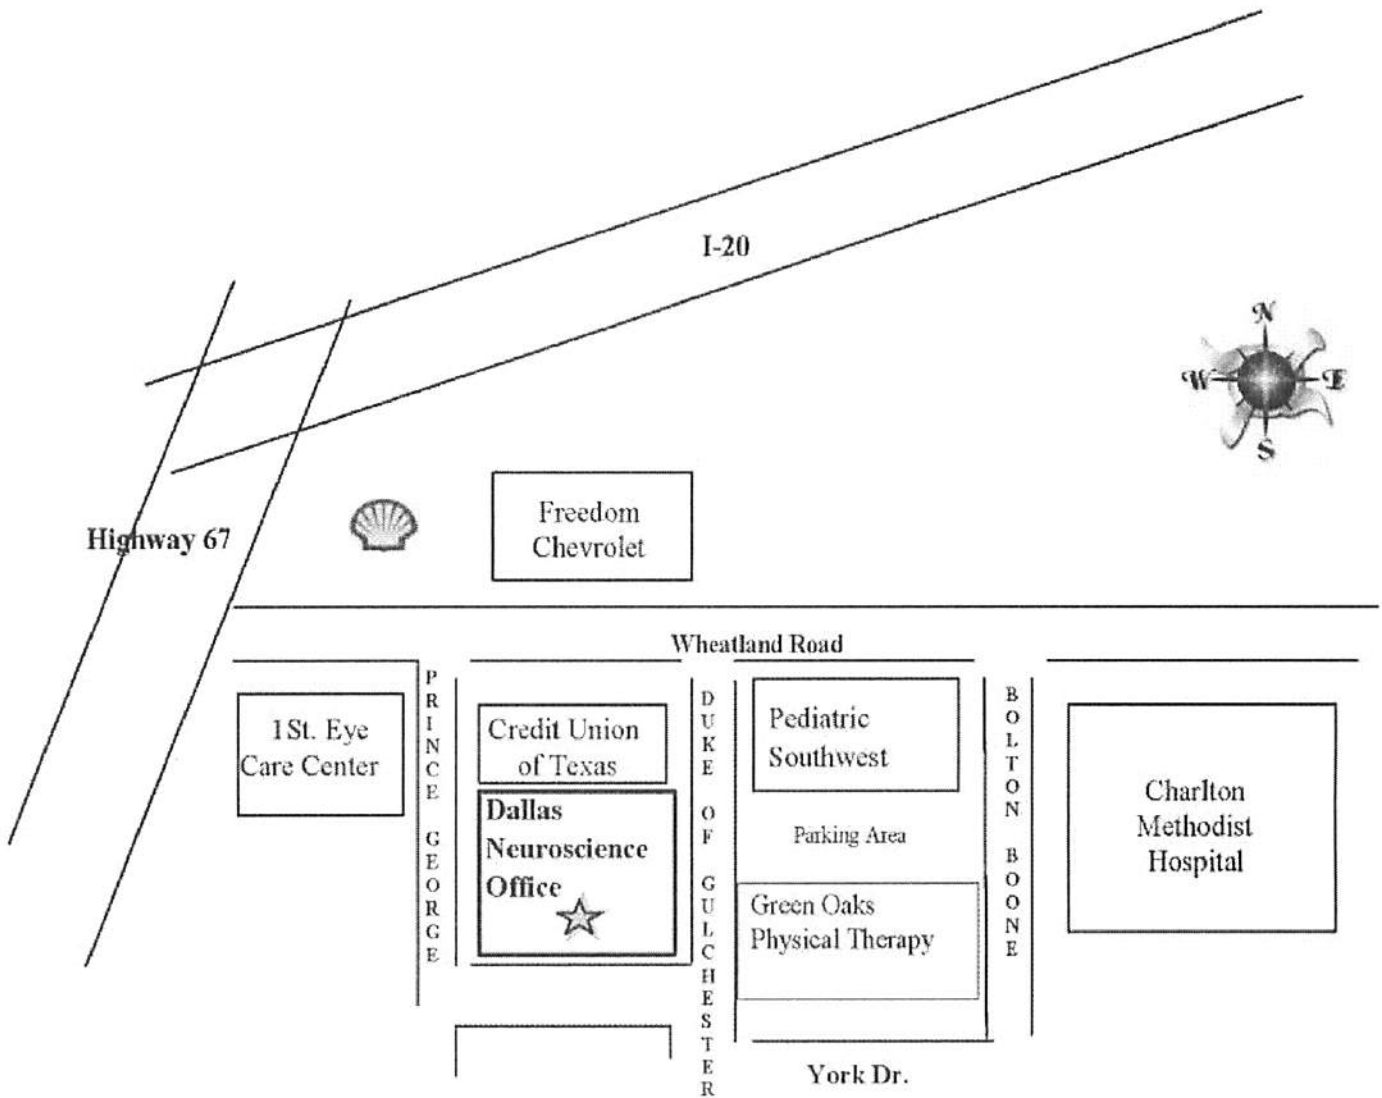 I-20
N
W E
S
Highway 67
Freedom
Chevrolet
Wheatland Road
PRINCE GEORGE
DUKE OF GULCHESTER
BOLTON BOONE
1St. Eye
Care Center
Credit Union
of Texas
Dallas
Neuroscience
Office
Pediatric
Southwest
Parking Area
Green Oaks
Physical Therapy
Charlton
Methodist
Hospital
York Dr.